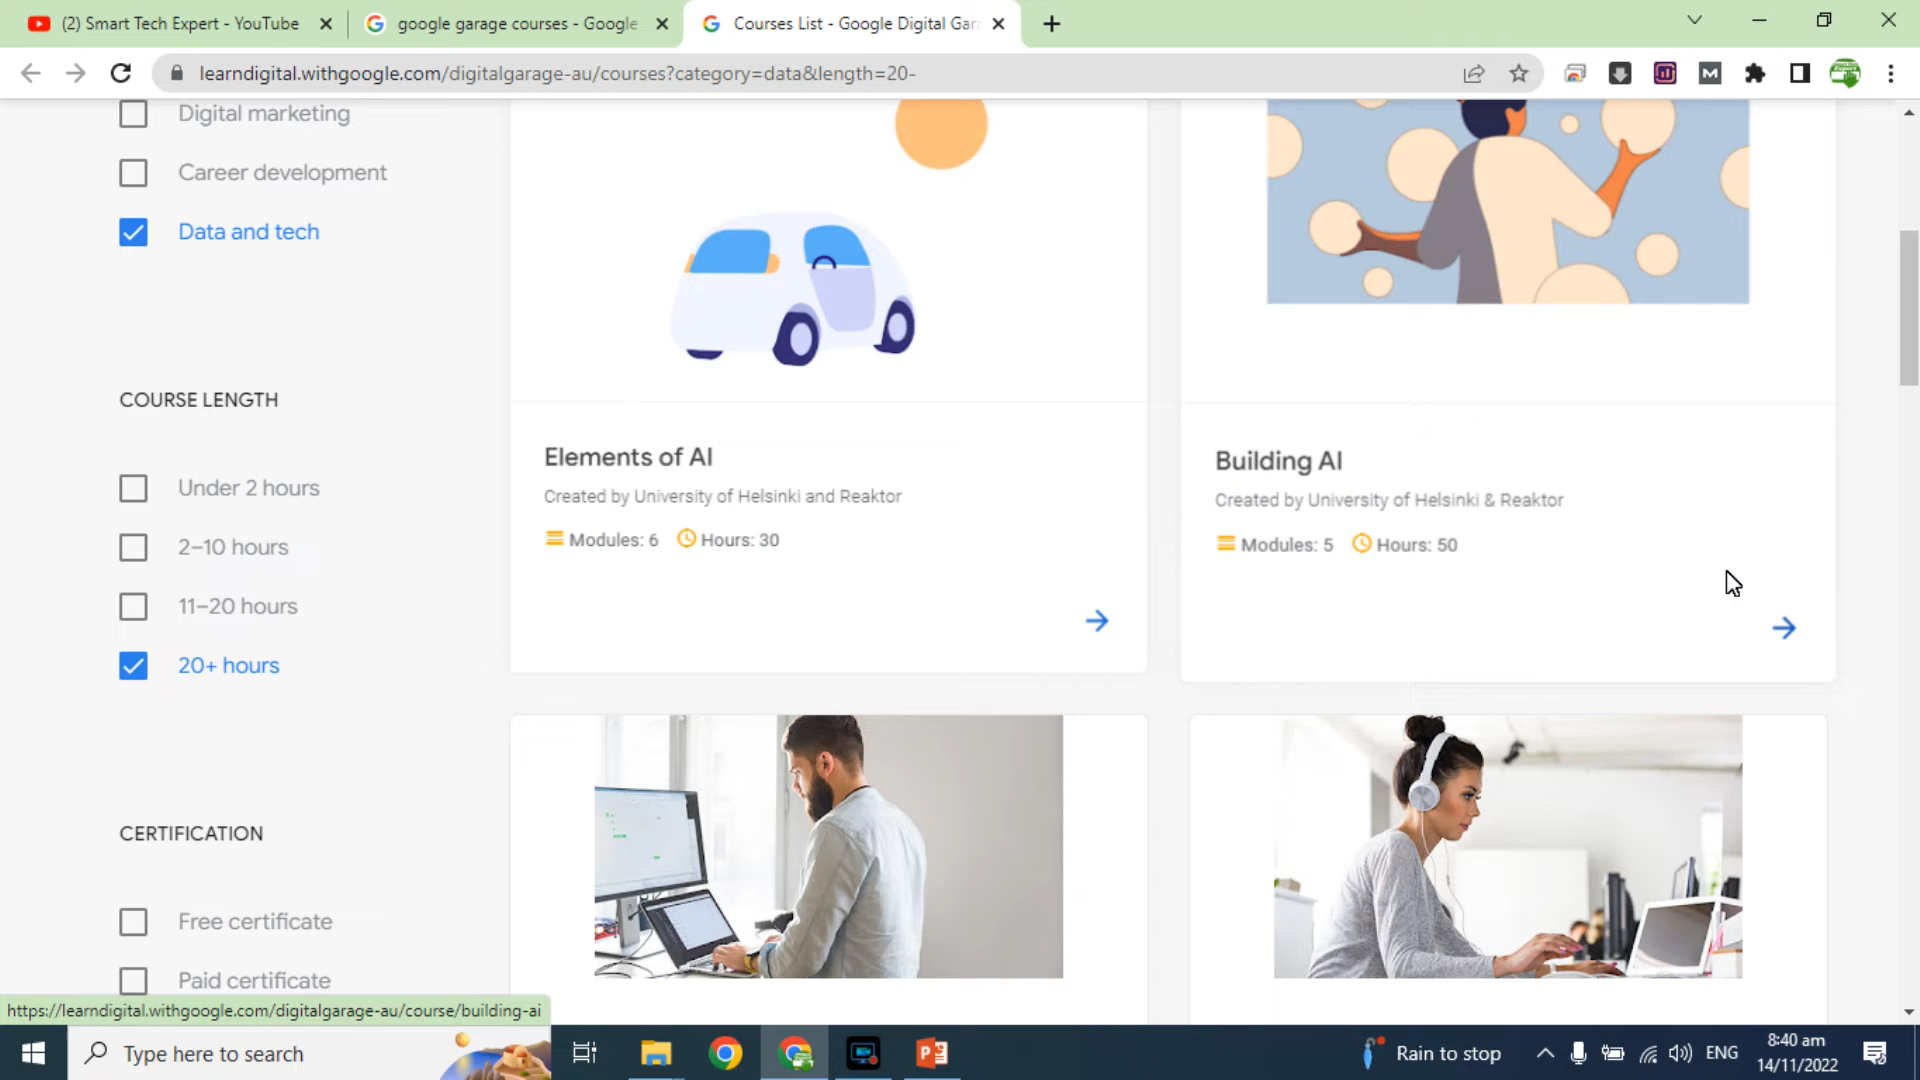 (2) Smart Tech Expert - YouTube
google garage courses - Google
Courses List - Google Digital Gar
learndigital.withgoogle.com/digitalgarage-au/courses?category=data&length=20-
Digital marketing
Career development
Data and tech
COURSE LENGTH
Under 2 hours
2–10 hours
11–20 hours
20+ hours
CERTIFICATION
Free certificate
Paid certificate
Elements of AI
Created by University of Helsinki and Reaktor
Modules: 6 Hours: 30
Building AI
Created by University of Helsinki & Reaktor
Modules: 5 Hours: 50
https://learndigital.withgoogle.com/digitalgarage-au/course/building-ai
Type here to search
Rain to stop
ENG
8:40 am
14/11/2022